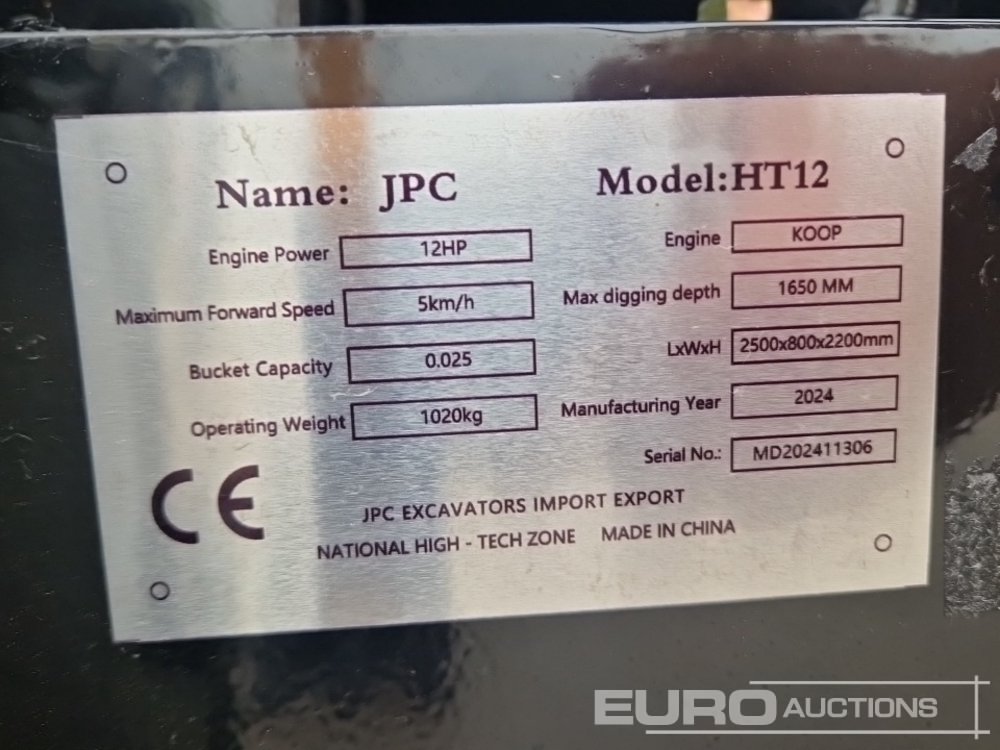 Name: JPC Model:HT12
Engine Power 12HP Engine KOOP
Maximum Forward Speed 5km/h Max digging depth 1650 MM
Bucket Capacity 0.025 LxWxH 2500x800x2200mm
Operating Weight 1020kg Manufacturing Year 2024
Serial No.: MD202411306
CE
JPC EXCAVATORS IMPORT EXPORT
NATIONAL HIGH - TECH ZONE MADE IN CHINA
EURO AUCTIONS